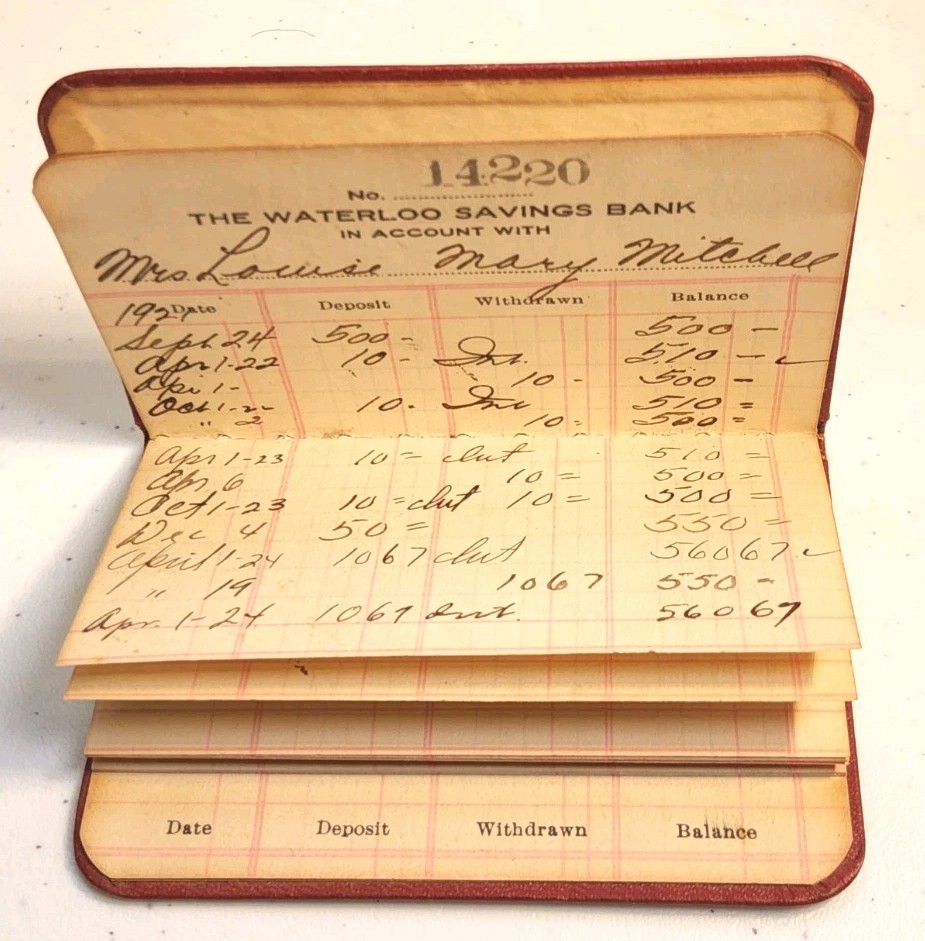 14220
No.
THE WATERLOO SAVINGS BANK
IN ACCOUNT WITH
Mrs Louise Mary Mitchell
Date Deposit Withdrawn Balance
Sept 24 500 - 500 -
Apr 1-22 10 - Int. 510 - ✓
Apr 1- 10 - 500 -
Oct 1-22 10- Int 510 =
" 2 10= 500 =
Apr 1-23 10 = Int 510 =
Apr 6 10 = 500 =
Oct 1-23 10 = Int 10 = 500 =
Dec 4 50 = 550 =
April 1-24 1067 Int 56067 ✓
" 19 1067 550 -
Apr. 1-24 1067 Int. 56067
Date Deposit Withdrawn Balance